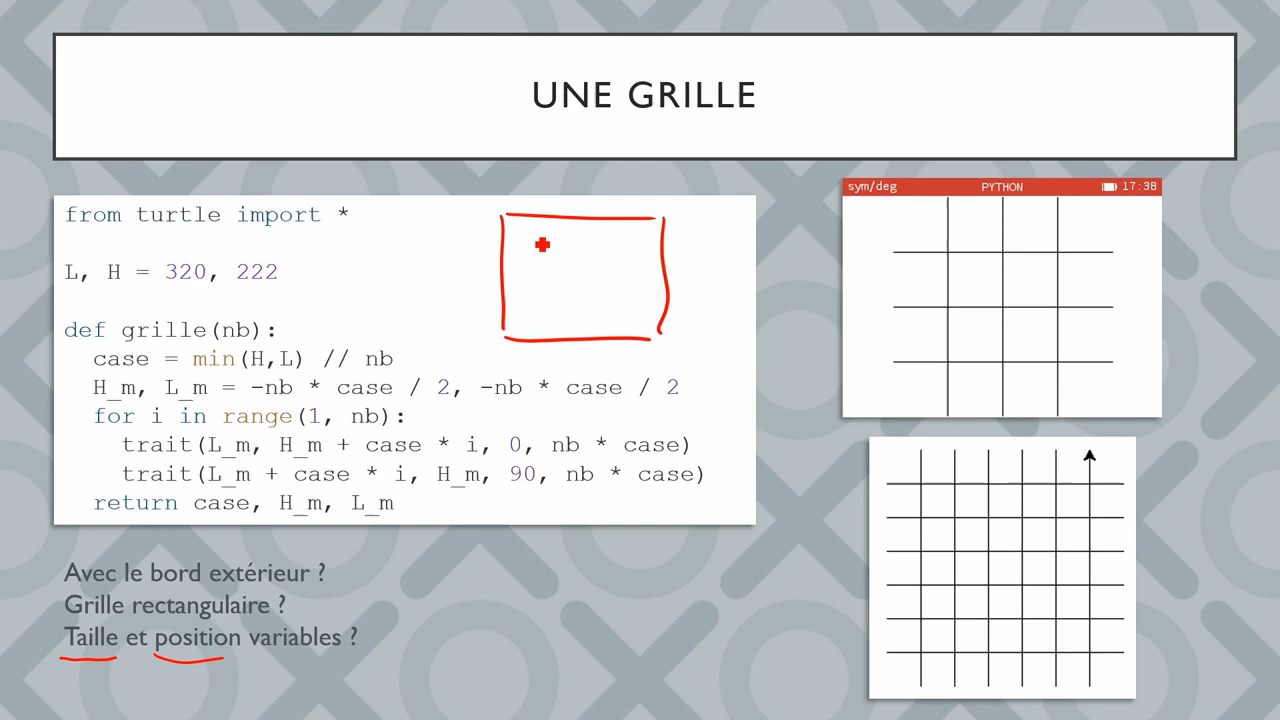 UNE GRILLE
from turtle import *
L, H = 320, 222
def grille(nb):
  case = min(H,L) // nb
  H_m, L_m = -nb * case / 2, -nb * case / 2
  for i in range(1, nb):
    trait(L_m, H_m + case * i, 0, nb * case)
    trait(L_m + case * i, H_m, 90, nb * case)
  return case, H_m, L_m
Avec le bord extérieur ?
Grille rectangulaire ?
Taille et position variables ?
sym/deg PYTHON 17:38